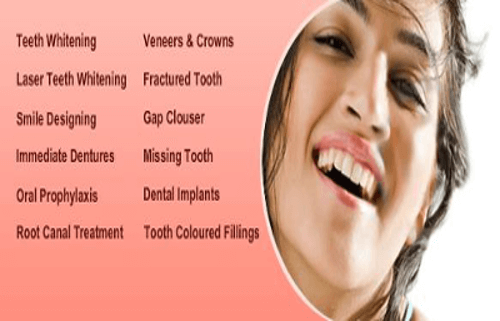 Teeth Whitening
Laser Teeth Whitening
Smile Designing
Immediate Dentures
Oral Prophylaxis
Root Canal Treatment
Veneers & Crowns
Fractured Tooth
Gap Clouser
Missing Tooth
Dental Implants
Tooth Coloured Fillings